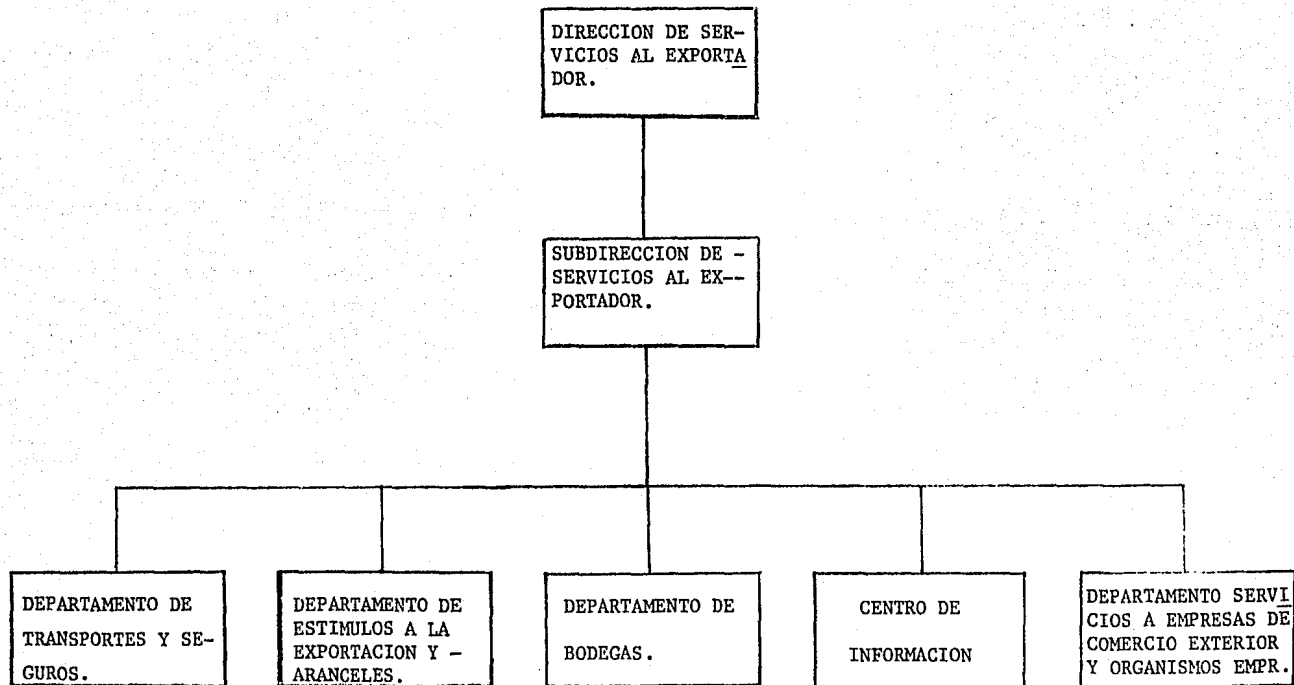 DIRECCION DE SER-
VICIOS AL EXPORTA
DOR.
SUBDIRECCION DE -
SERVICIOS AL EX--
PORTADOR.
DEPARTAMENTO DE
TRANSPORTES Y SE-
GUROS.
DEPARTAMENTO DE
ESTIMULOS A LA
EXPORTACION Y -
ARANCELES.
DEPARTAMENTO DE
BODEGAS.
CENTRO DE
INFORMACION
DEPARTAMENTO SERVI
CIOS A EMPRESAS DE
COMERCIO EXTERIOR
Y ORGANISMOS EMPR.